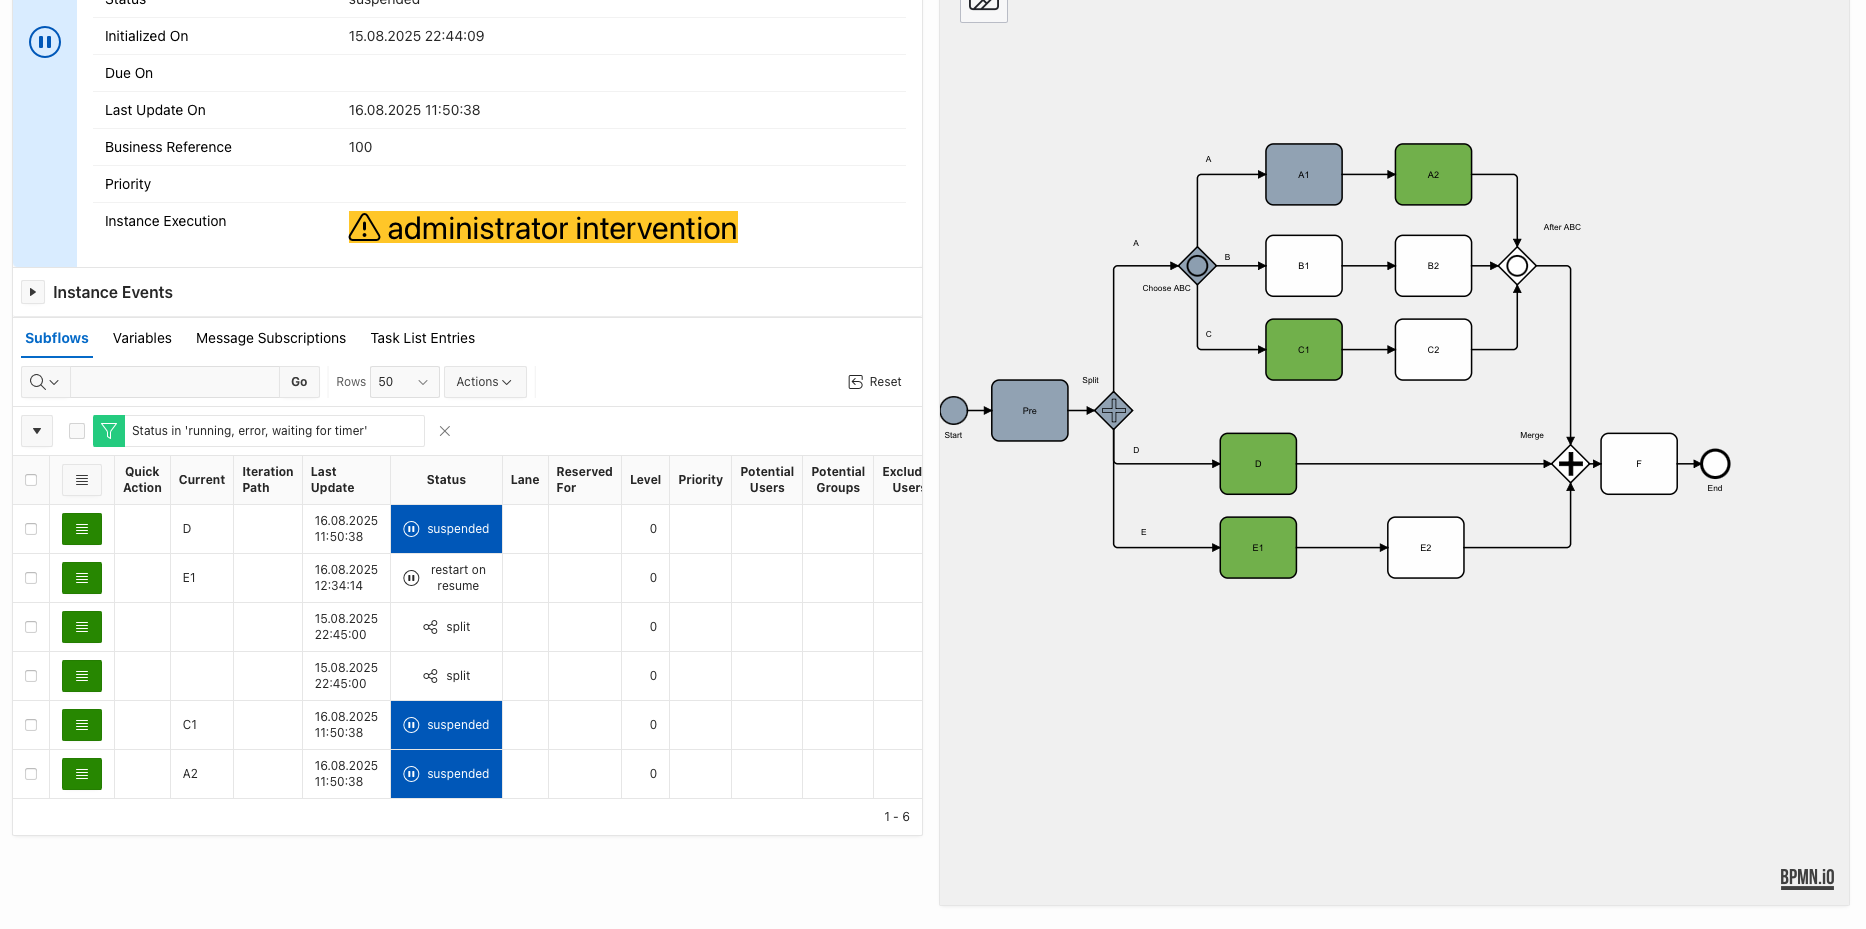 Status suspended
Initialized On 15.08.2025 22:44:09
Due On
Last Update On 16.08.2025 11:50:38
Business Reference 100
Priority
Instance Execution administrator intervention
Instance Events
Subflows Variables Message Subscriptions Task List Entries
Go Rows 50 Actions Reset
Status in 'running, error, waiting for timer'
Quick Action Current Iteration Path Last Update Status Lane Reserved For Level Priority Potential Users Potential Groups Exclud User
D 16.08.2025 11:50:38 suspended 0
E1 16.08.2025 12:34:14 restart on resume 0
15.08.2025 22:45:00 split 0
15.08.2025 22:45:00 split 0
C1 16.08.2025 11:50:38 suspended 0
A2 16.08.2025 11:50:38 suspended 0
1 - 6
A
A1
A2
After ABC
A
B
B1
B2
Choose ABC
C
C1
C2
Split
Pre
Start
Merge
D
D
F
End
E
E1
E2
BPMN.iO